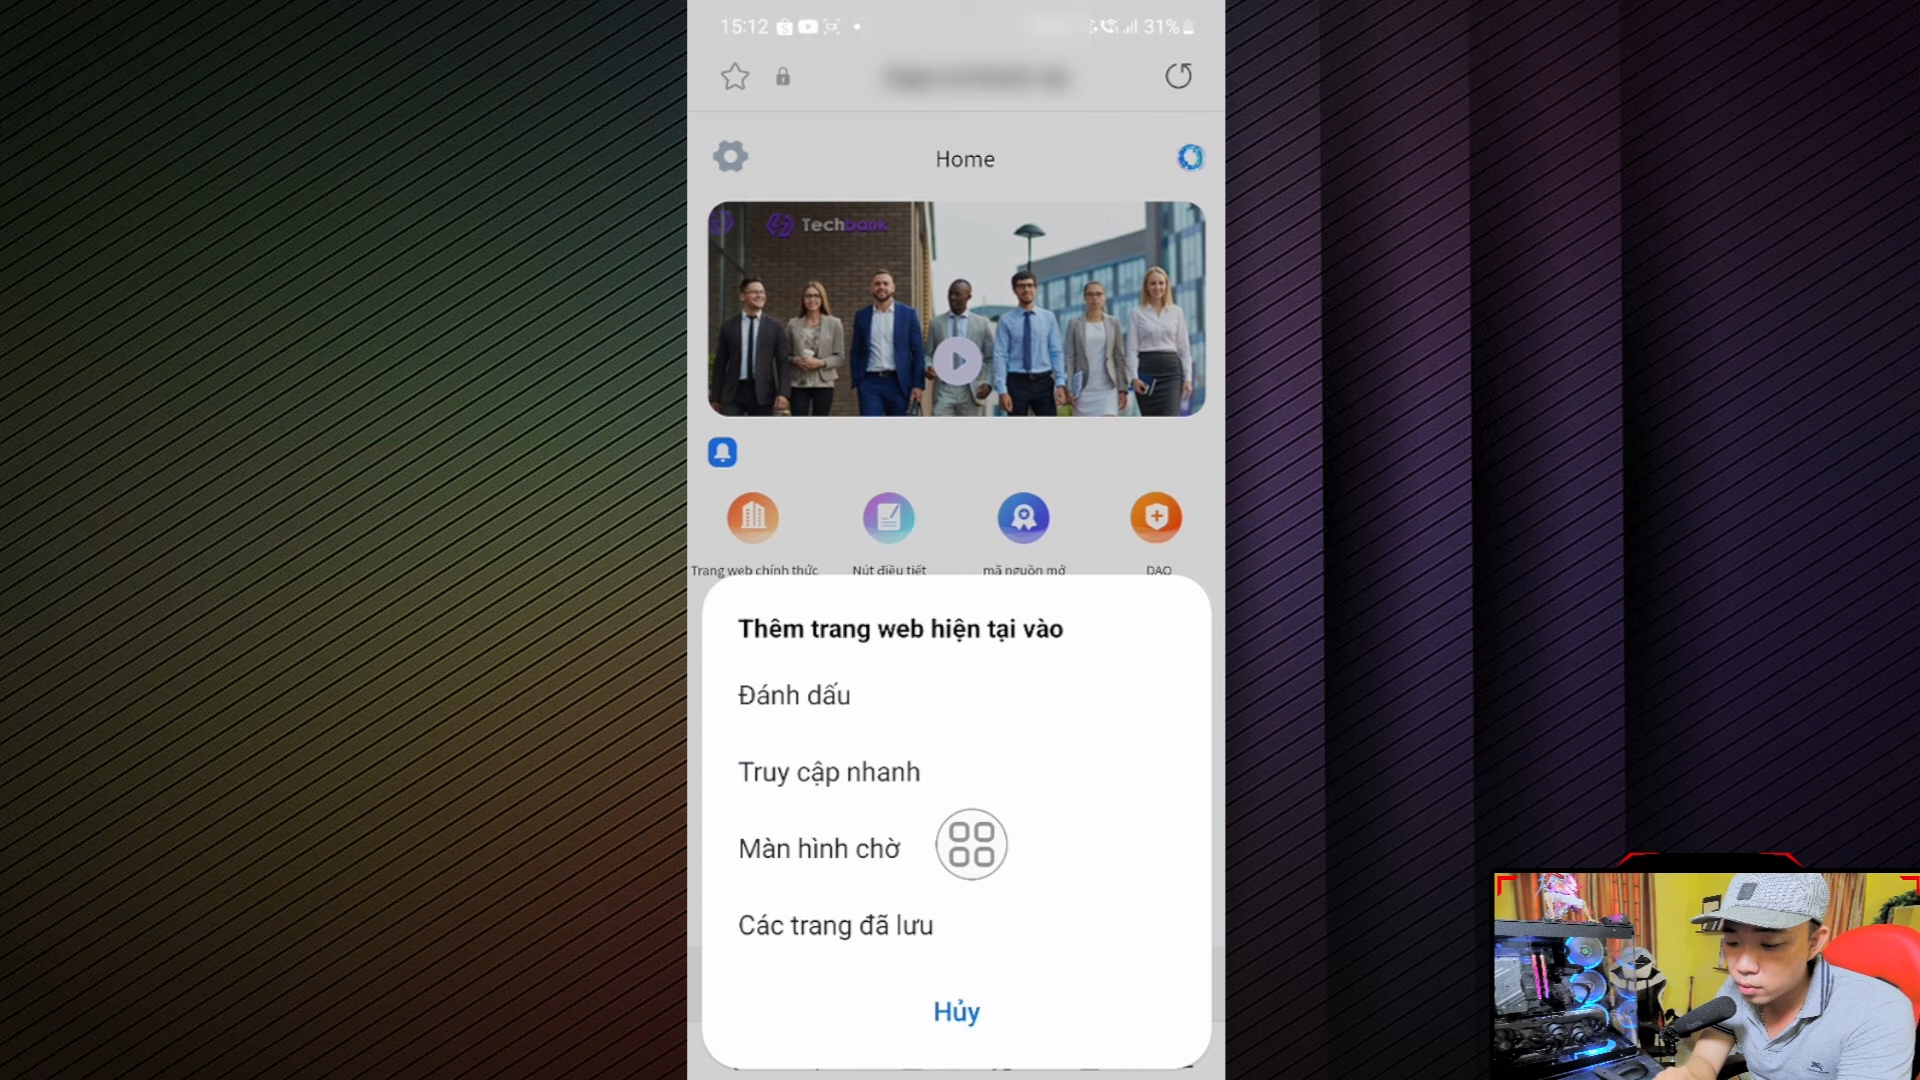 15:12
31%
Home
Techbank
Trang web chính thức
Nút điều tiết
mã nguồn mở
DAO
Thêm trang web hiện tại vào
Đánh dấu
Truy cập nhanh
Màn hình chờ
Các trang đã lưu
Hủy